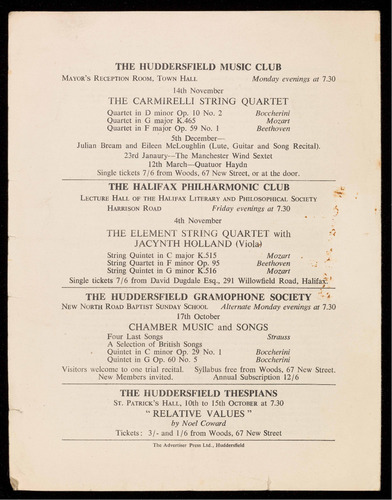 THE HUDDERSFIELD MUSIC CLUB
MAYOR'S RECEPTION ROOM, TOWN HALL Monday evenings at 7.30
14th November
THE CARMIRELLI STRING QUARTET
Quartet in D minor Op. 10 No. 2 Boccherini
Quartet in G major K.465 Mozart
Quartet in F major Op. 59 No. 1 Beethoven
5th December—
Julian Bream and Eileen McLoughlin (Lute, Guitar and Song Recital).
23rd Janaury—The Manchester Wind Sextet
12th March—Quatuor Haydn
Single tickets 7/6 from Woods, 67 New Street, or at the door.
THE HALIFAX PHILHARMONIC CLUB
LECTURE HALL OF THE HALIFAX LITERARY AND PHILOSOPHICAL SOCIETY
HARRISON ROAD Friday evenings at 7.30
4th November
THE ELEMENT STRING QUARTET with
JACYNTH HOLLAND (Viola)
String Quintet in C major K.515 Mozart
String Quartet in F minor Op. 95 Beethoven
String Quintet in G minor K.516 Mozart
Single tickets 7/6 from David Dugdale Esq., 291 Willowfield Road, Halifax.
THE HUDDERSFIELD GRAMOPHONE SOCIETY
NEW NORTH ROAD BAPTIST SUNDAY SCHOOL Alternate Monday evenings at 7.30
17th October
CHAMBER MUSIC and SONGS
Four Last Songs Strauss
A Selection of British Songs
Quintet in C minor Op. 29 No. 1 Boccherini
Quintet in G Op. 60 No. 5 Boccherini
Visitors welcome to one trial recital. Syllabus free from Woods, 67 New Street.
New Members invited. Annual Subscription 12/6
THE HUDDERSFIELD THESPIANS
ST. PATRICK'S HALL, 10th to 15th OCTOBER at 7.30
" RELATIVE VALUES "
by Noel Coward
Tickets: 3/- and 1/6 from Woods, 67 New Street
The Advertiser Press Ltd., Huddersfield